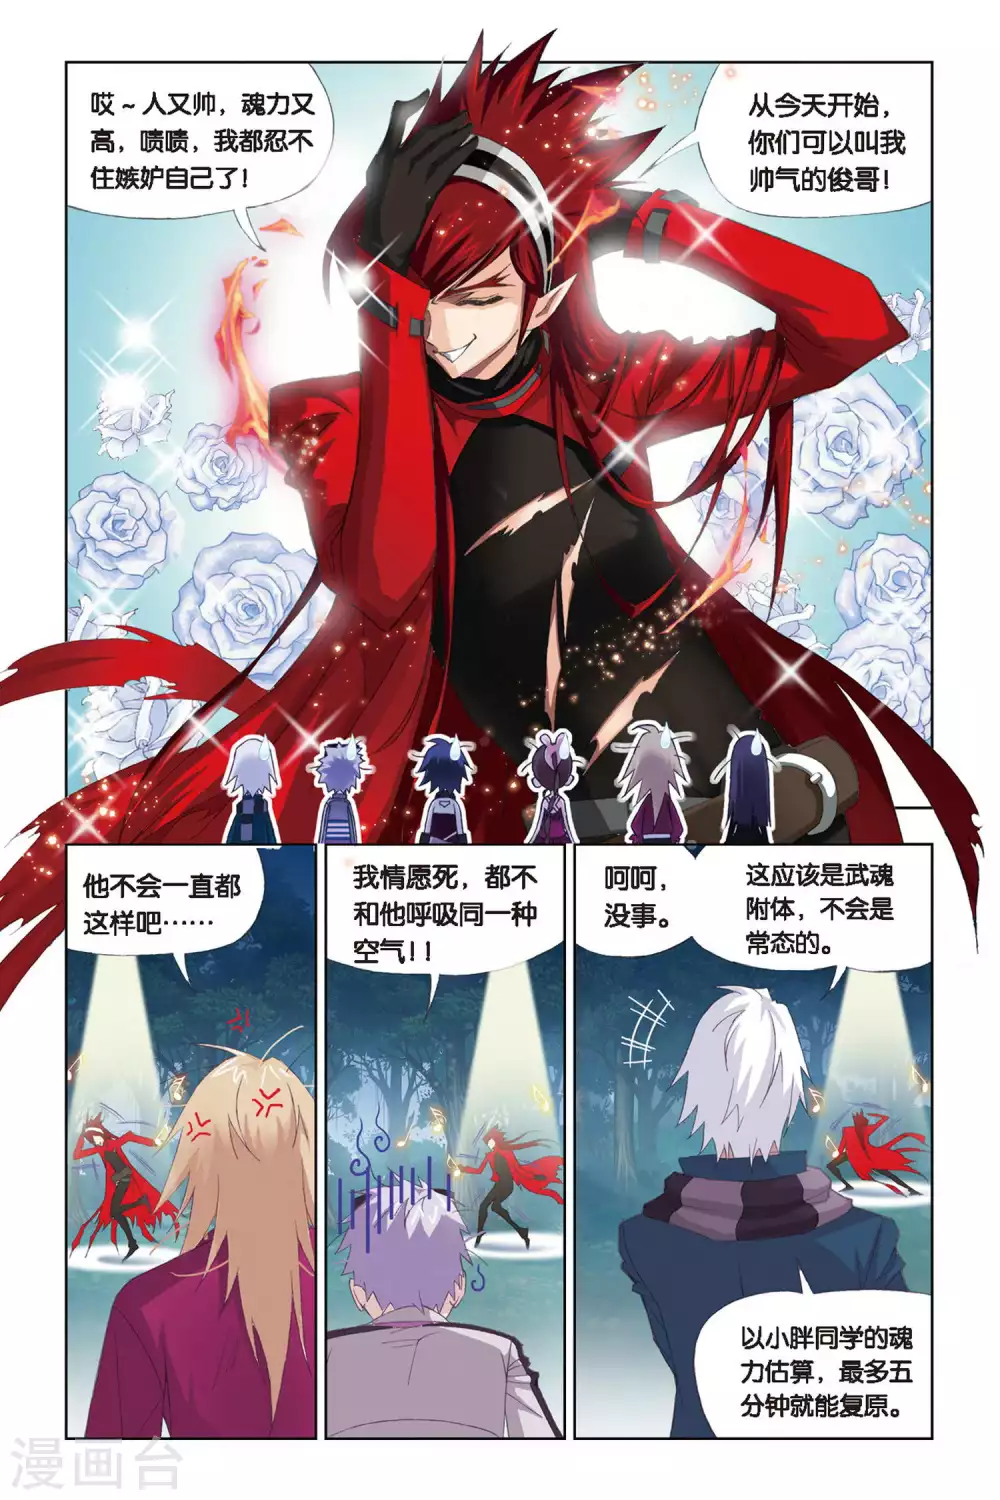 哎~人又帅，魂力又
高，啧啧，我都忍不
住嫉妒自己了！
从今天开始，
你们可以叫我
帅气的俊哥！
他不会一直都
这样吧……
我情愿死，都不
和他呼吸同一种
空气！！
呵呵，
没事。
这应该是武魂
附体，不会是
常态的。
以小胖同学的魂
力估算，最多五
分钟就能复原。
漫画台